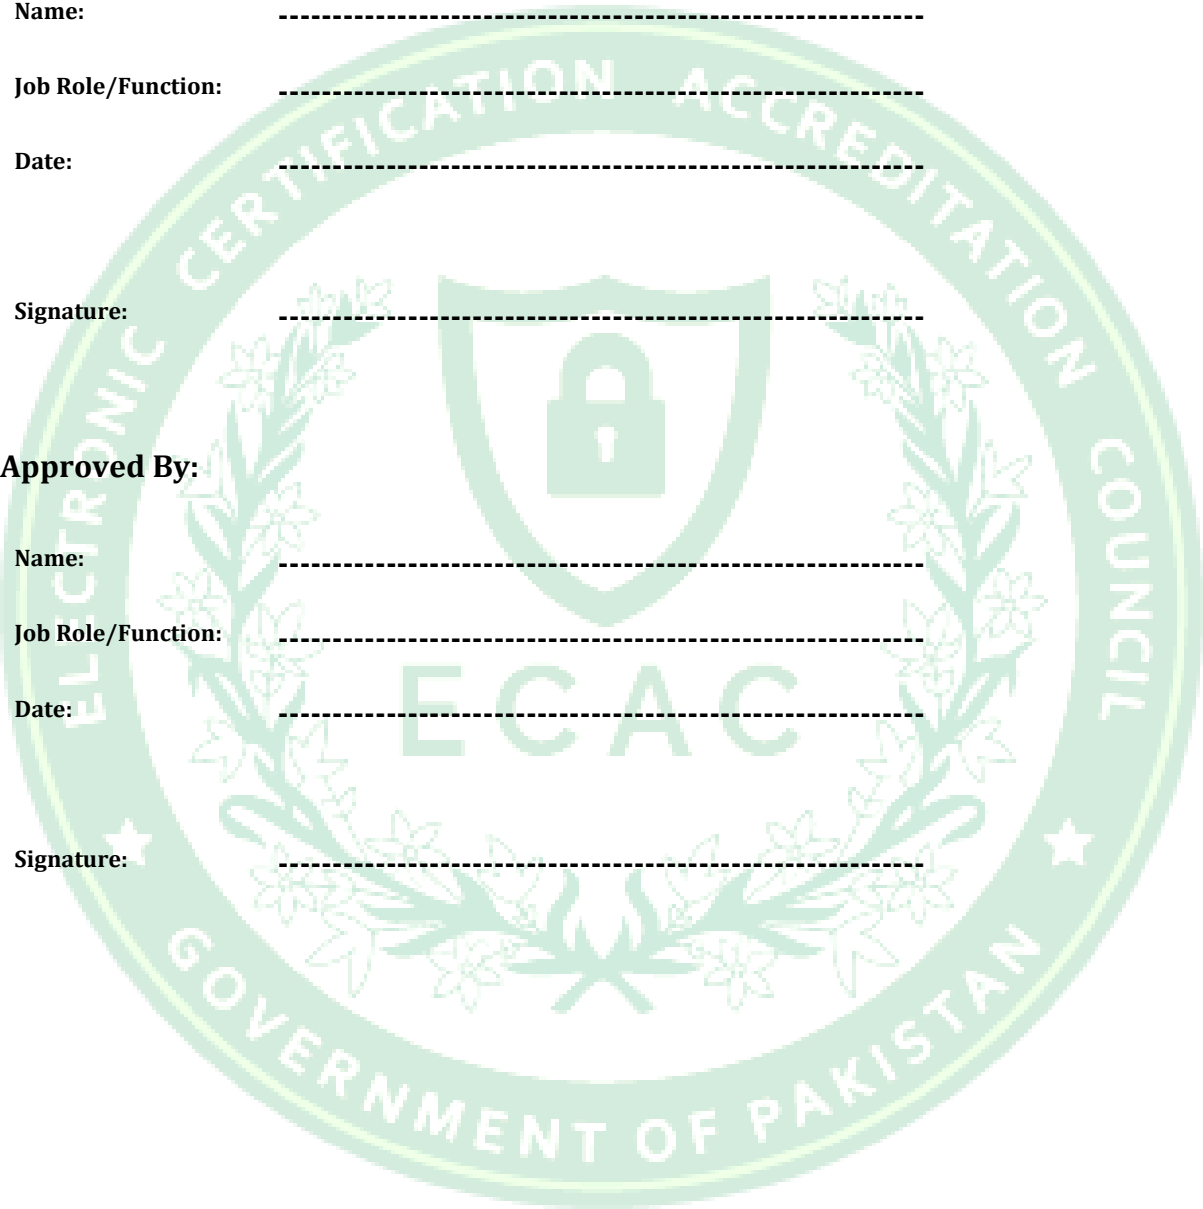 Name: ------------------------------------------------------------
Job Role/Function: ------------------------------------------------------------
Date: ------------------------------------------------------------
Signature: ------------------------------------------------------------
Approved By:
Name: ------------------------------------------------------------
Job Role/Function: ------------------------------------------------------------
Date: ------------------------------------------------------------
Signature: ------------------------------------------------------------
ELECTRONIC CERTIFICATION ACCREDITATION COUNCIL
ECAC
GOVERNMENT OF PAKISTAN